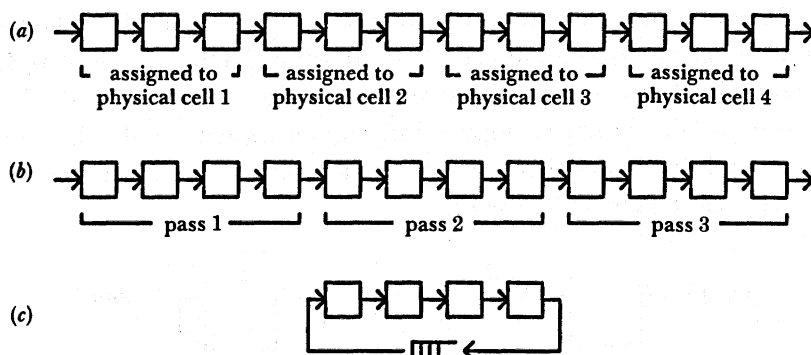 (a)
assigned to assigned to assigned to assigned to
physical cell 1 physical cell 2 physical cell 3 physical cell 4
(b)
pass 1 pass 2 pass 3
(c)